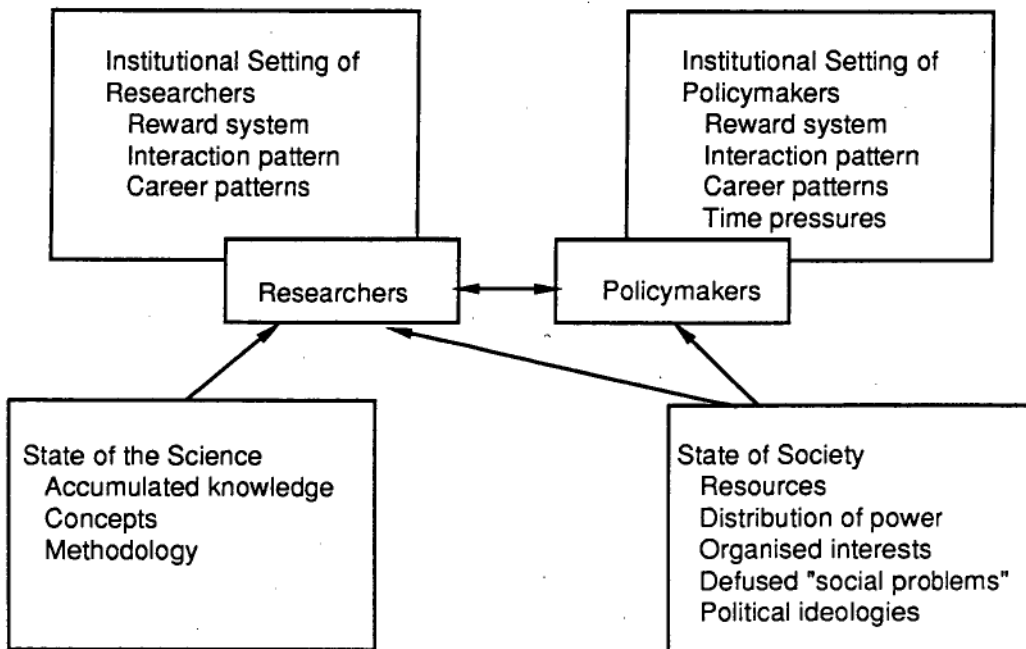 Institutional Setting of
Researchers
Reward system
Interaction pattern
Career patterns
Institutional Setting of
Policymakers
Reward system
Interaction pattern
Career patterns
Time pressures
Researchers
Policymakers
State of the Science
Accumulated knowledge
Concepts
Methodology
State of Society
Resources
Distribution of power
Organised interests
Defused "social problems"
Political ideologies